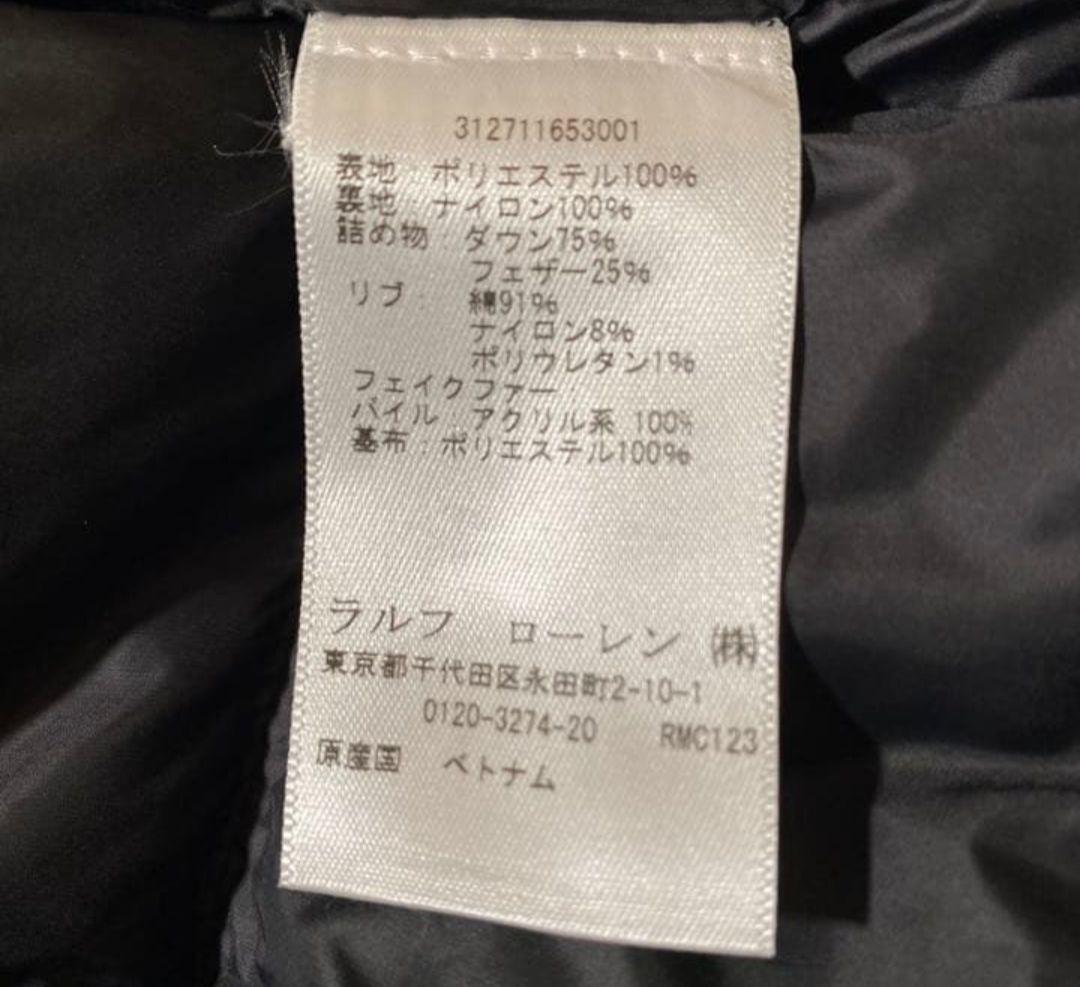 312711653001
表地：ポリエステル100%
裏地：ナイロン100%
詰め物：ダウン75%
フェザー25%
リブ： 綿91%
ナイロン8%
ポリウレタン1%
フェイクファー
パイル：アクリル系 100%
基布：ポリエステル100%
ラルフ ローレン ㈱
東京都千代田区永田町2-10-1
0120-3274-20 RMC123
原産国 ベトナム